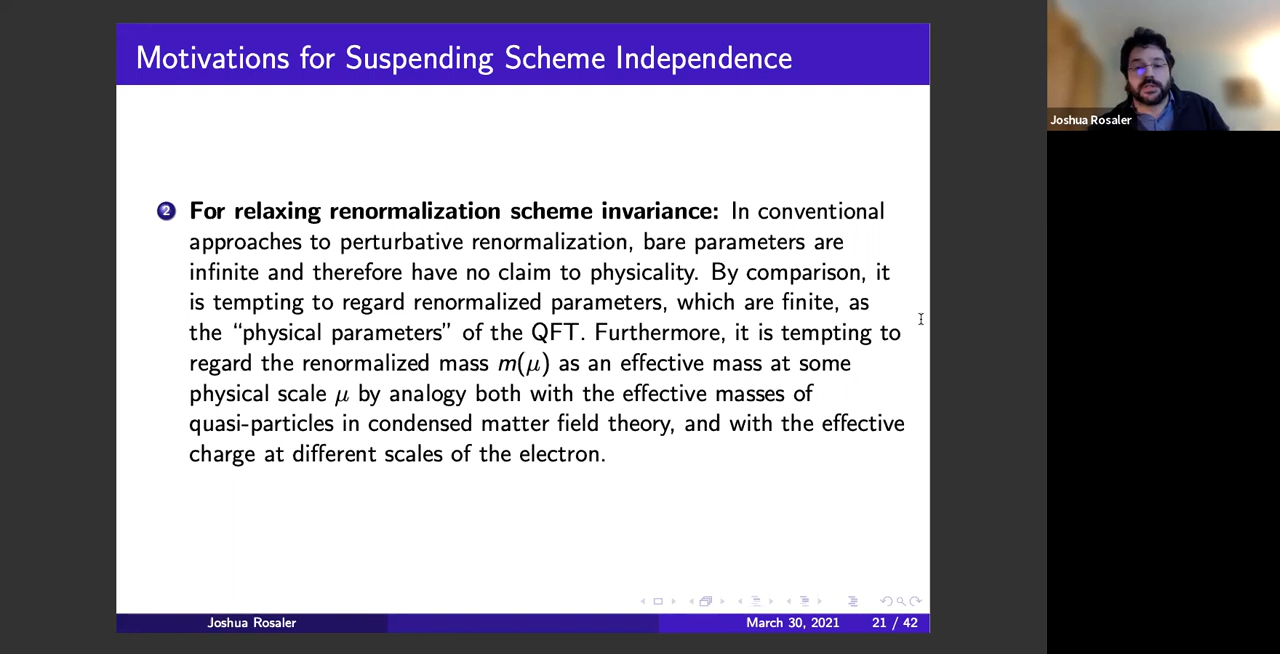 Motivations for Suspending Scheme Independence
2 For relaxing renormalization scheme invariance: In conventional
approaches to perturbative renormalization, bare parameters are
infinite and therefore have no claim to physicality. By comparison, it
is tempting to regard renormalized parameters, which are finite, as
the “physical parameters” of the QFT. Furthermore, it is tempting to
regard the renormalized mass m(μ) as an effective mass at some
physical scale μ by analogy both with the effective masses of
quasi-particles in condensed matter field theory, and with the effective
charge at different scales of the electron.
Joshua Rosaler
March 30, 2021 21 / 42
Joshua Rosaler